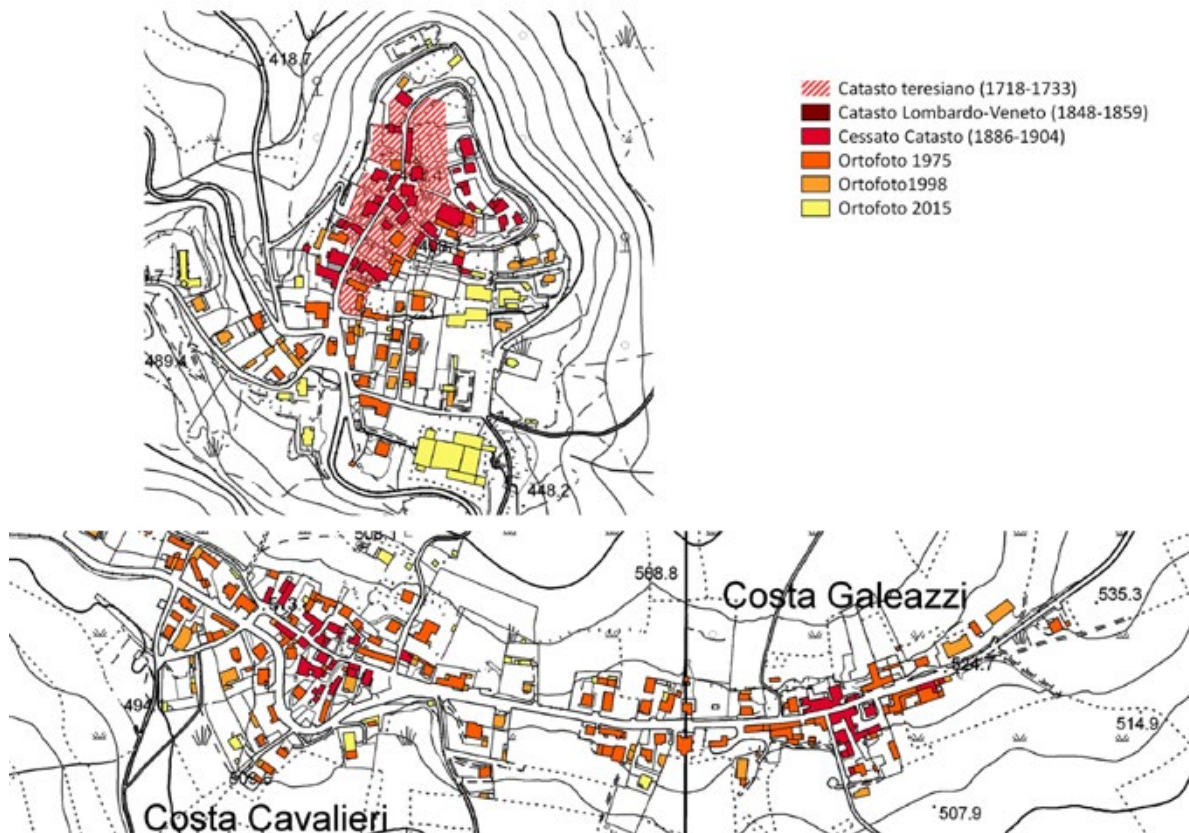 418.7
Catasto teresiano (1718-1733)
Catasto Lombardo-Veneto (1848-1859)
Cessato Catasto (1886-1904)
Ortofoto 1975
Ortofoto1998
Ortofoto 2015
489.4
448.2
568.8
Costa Galeazzi
535.3
524.7
514.9
507.9
Costa Cavalieri